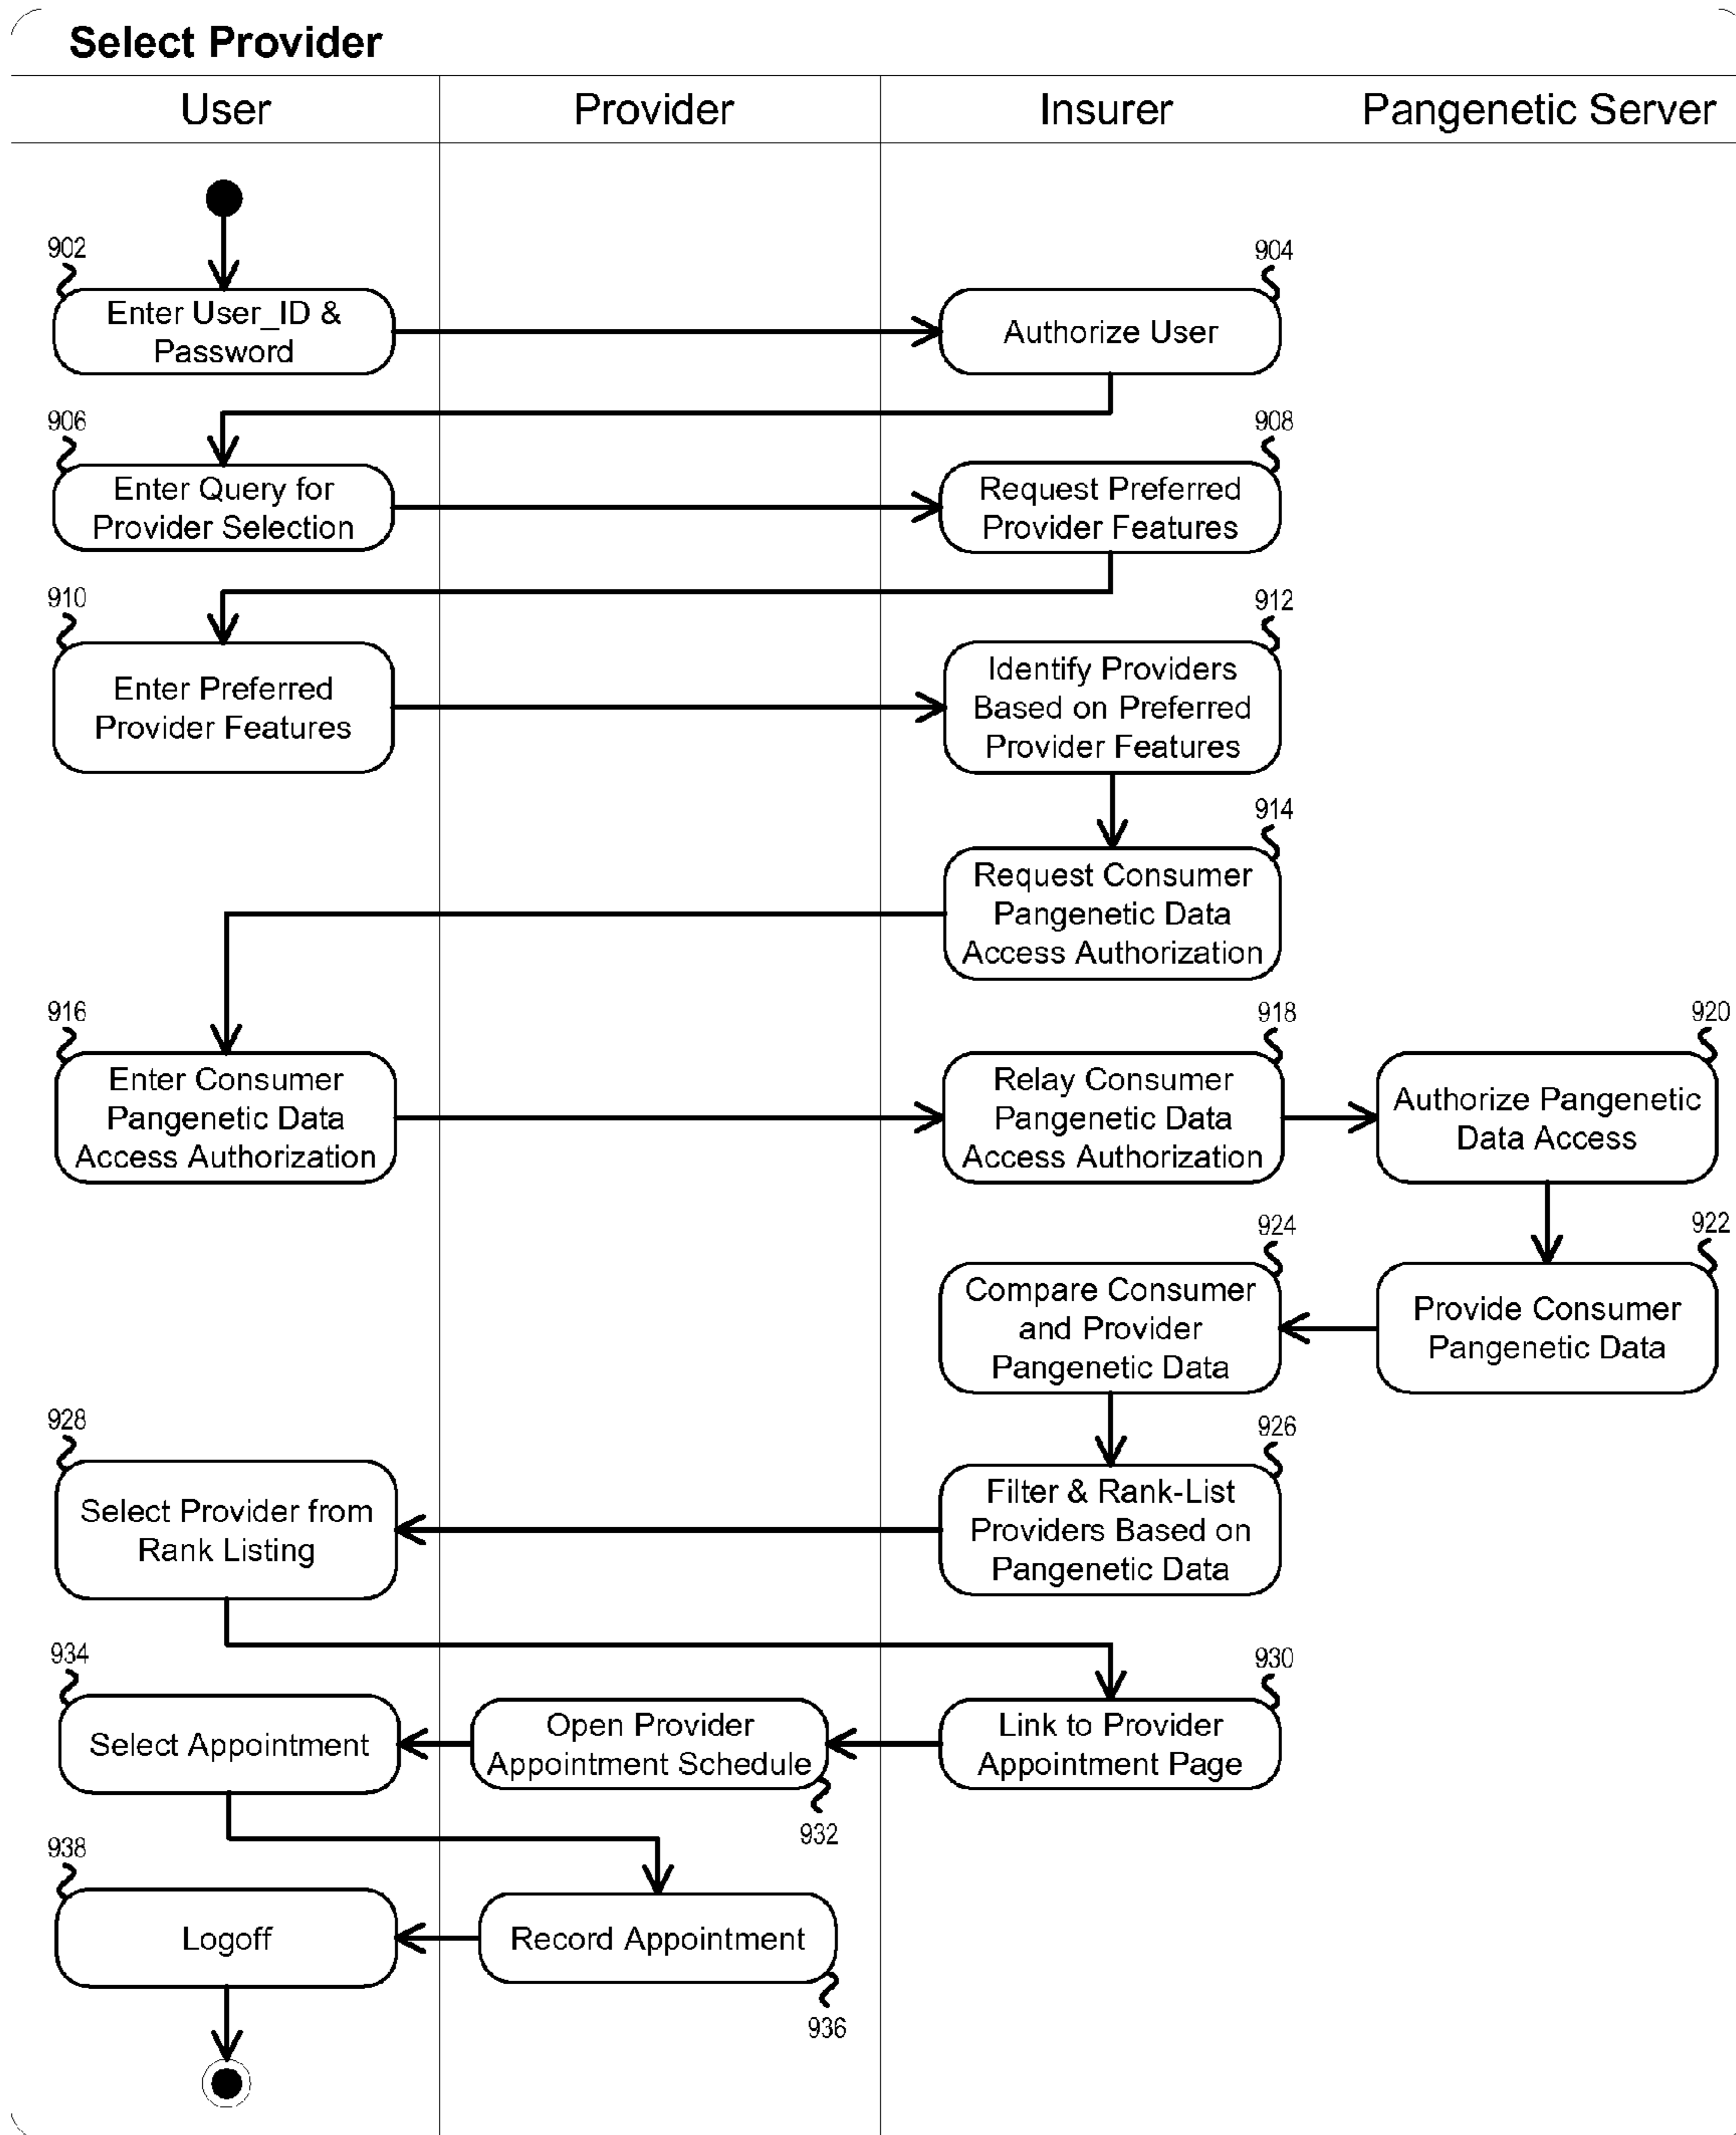 Select Provider
User
Provider
Insurer
Pangenetic Server
902
Enter User_ID &
Password
904
Authorize User
906
Enter Query for
Provider Selection
908
Request Preferred
Provider Features
910
Enter Preferred
Provider Features
912
Identify Providers
Based on Preferred
Provider Features
914
Request Consumer
Pangenetic Data
Access Authorization
916
Enter Consumer
Pangenetic Data
Access Authorization
918
Relay Consumer
Pangenetic Data
Access Authorization
920
Authorize Pangenetic
Data Access
922
Provide Consumer
Pangenetic Data
924
Compare Consumer
and Provider
Pangenetic Data
926
Filter & Rank-List
Providers Based on
Pangenetic Data
928
Select Provider from
Rank Listing
930
Link to Provider
Appointment Page
Open Provider
Appointment Schedule
932
934
Select Appointment
Record Appointment
936
938
Logoff